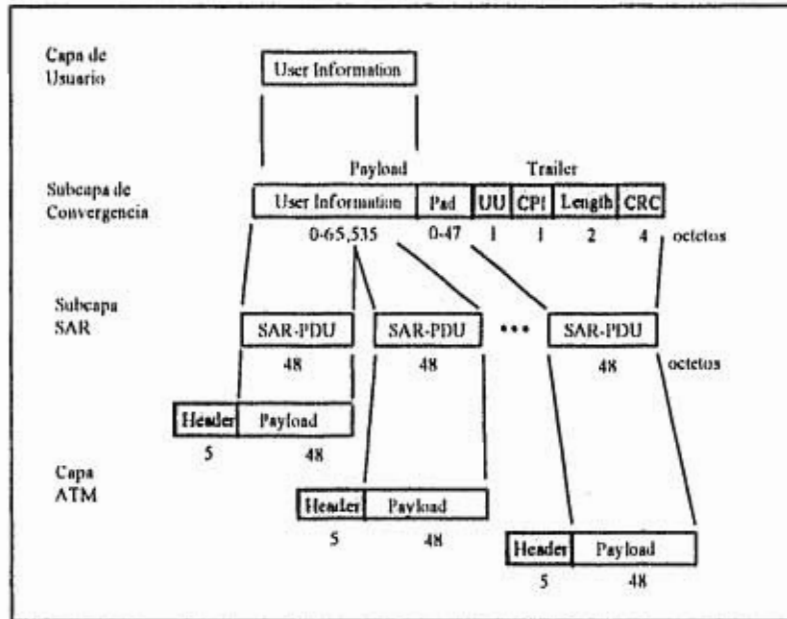 Capa de
Usuario
User Information
Payload Trailer
Subcapa de
Convergencia
User Information Pad UU CPI Length CRC
0-65,535 0-47 1 1 2 4 octetos
Subcapa
SAR
SAR-PDU SAR-PDU ••• SAR-PDU
48 48 48 octetos
Header Payload
5 48
Capa
ATM
Header Payload
5 48
Header Payload
5 48